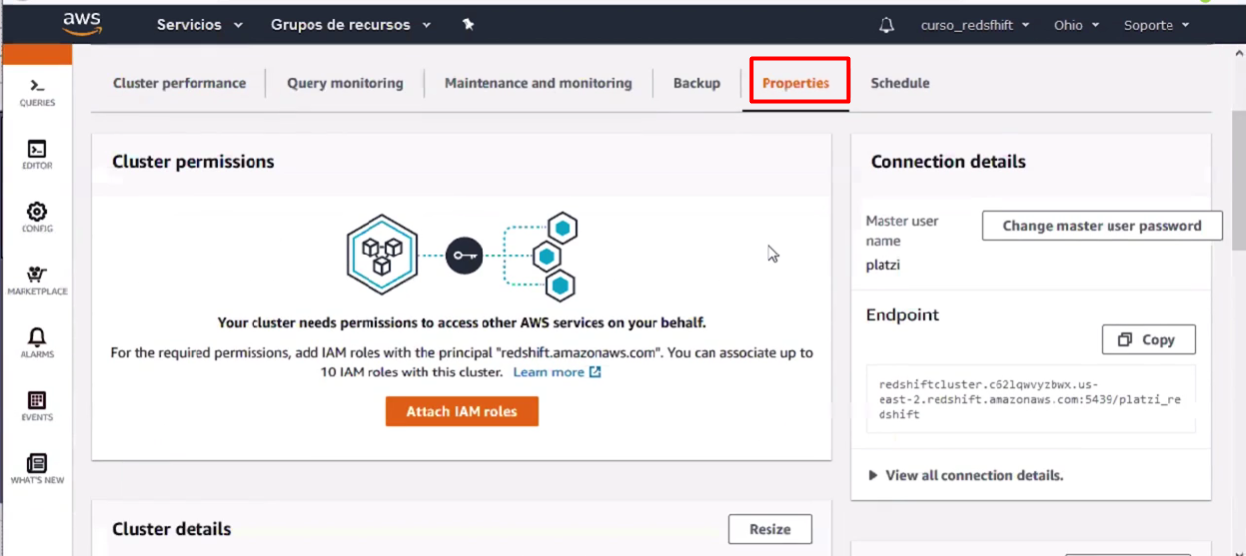 aws
Servicios
Grupos de recursos
curso_redsfhift
Ohio
Soporte
QUERIES
EDITOR
CONFIG
MARKETPLACE
ALARMS
EVENTS
WHAT'S NEW
Cluster performance
Query monitoring
Maintenance and monitoring
Backup
Properties
Schedule
Cluster permissions
Your cluster needs permissions to access other AWS services on your behalf.
For the required permissions, add IAM roles with the principal "redshift.amazonaws.com". You can associate up to
10 IAM roles with this cluster. Learn more
Attach IAM roles
Cluster details
Resize
Connection details
Master user
name
Change master user password
platzi
Endpoint
Copy
redshiftcluster.c62lqwvyzbwx.us-
east-2.redshift.amazonaws.com:5439/platzi_re
dshift
View all connection details.